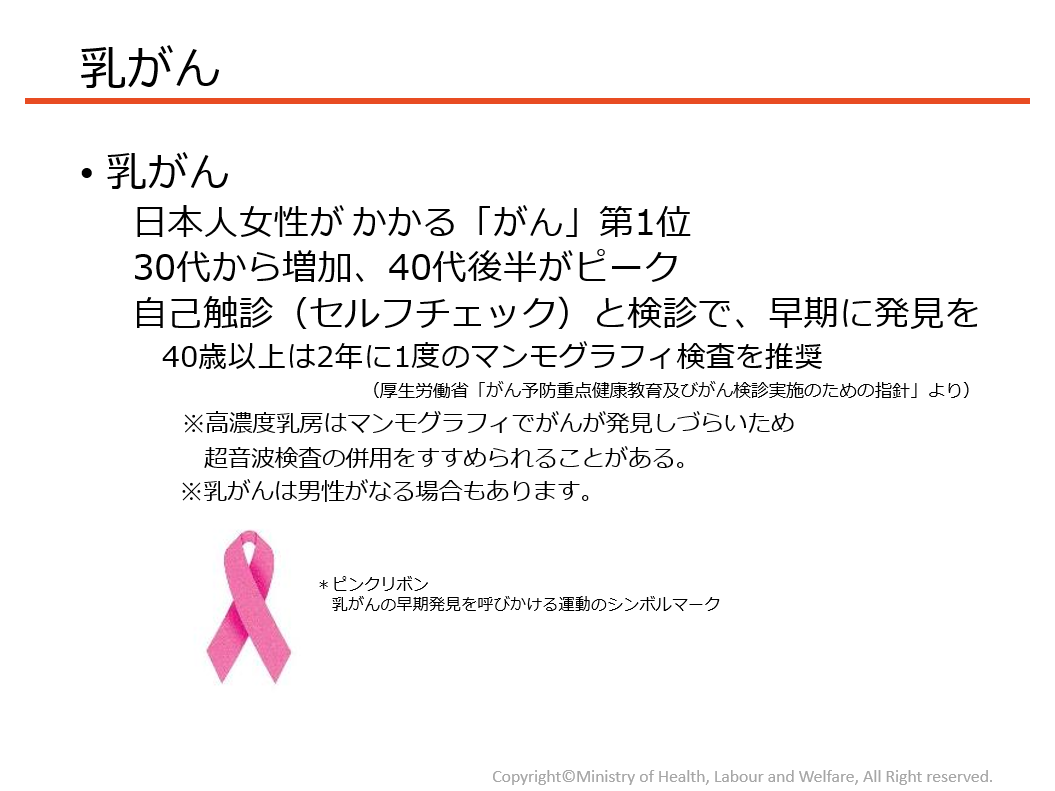 乳がん
• 乳がん
日本人女性が かかる「がん」第1位
30代から増加、40代後半がピーク
自己触診（セルフチェック）と検診で、早期に発見を
40歳以上は2年に1度のマンモグラフィ検査を推奨
（厚生労働省「がん予防重点健康教育及びがん検診実施のための指針」より）
※高濃度乳房はマンモグラフィでがんが発見しづらいため
超音波検査の併用をすすめられることがある。
※乳がんは男性がなる場合もあります。
＊ピンクリボン
乳がんの早期発見を呼びかける運動のシンボルマーク
Copyright©Ministry of Health, Labour and Welfare, All Right reserved.